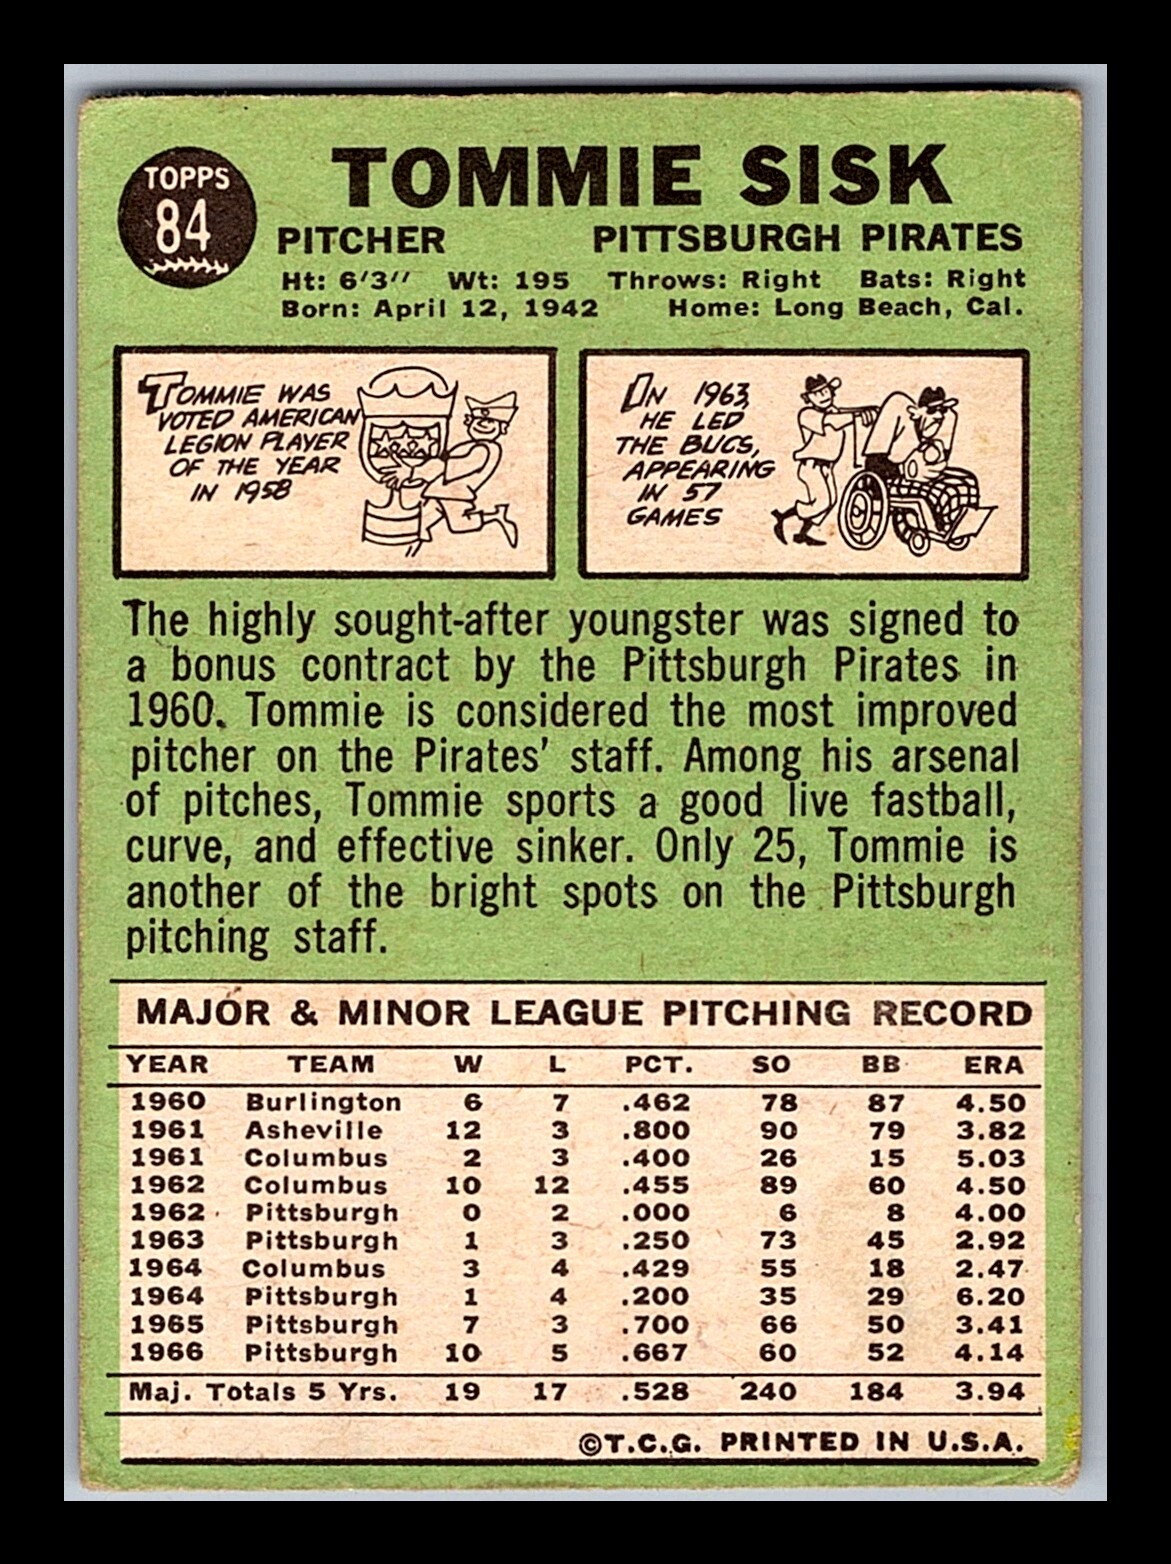 TOPPS
84
TOMMIE SISK
PITCHER PITTSBURGH PIRATES
Ht: 6'3" Wt: 195 Throws: Right Bats: Right
Born: April 12, 1942 Home: Long Beach, Cal.
TOMMIE WAS
VOTED AMERICAN
LEGION PLAYER
OF THE YEAR
IN 1958
IN 1963,
HE LED
THE BUCS,
APPEARING
IN 57
GAMES
The highly sought-after youngster was signed to
a bonus contract by the Pittsburgh Pirates in
1960. Tommie is considered the most improved
pitcher on the Pirates' staff. Among his arsenal
of pitches, Tommie sports a good live fastball,
curve, and effective sinker. Only 25, Tommie is
another of the bright spots on the Pittsburgh
pitching staff.
MAJOR & MINOR LEAGUE PITCHING RECORD
YEAR TEAM W L PCT. SO BB ERA
1960 Burlington 6 7 .462 78 87 4.50
1961 Asheville 12 3 .800 90 79 3.82
1961 Columbus 2 3 .400 26 15 5.03
1962 Columbus 10 12 .455 89 60 4.50
1962 Pittsburgh 0 2 .000 6 8 4.00
1963 Pittsburgh 1 3 .250 73 45 2.92
1964 Columbus 3 4 .429 55 18 2.47
1964 Pittsburgh 1 4 .200 35 29 6.20
1965 Pittsburgh 7 3 .700 66 50 3.41
1966 Pittsburgh 10 5 .667 60 52 4.14
Maj. Totals 5 Yrs. 19 17 .528 240 184 3.94
©T.C.G. PRINTED IN U.S.A.